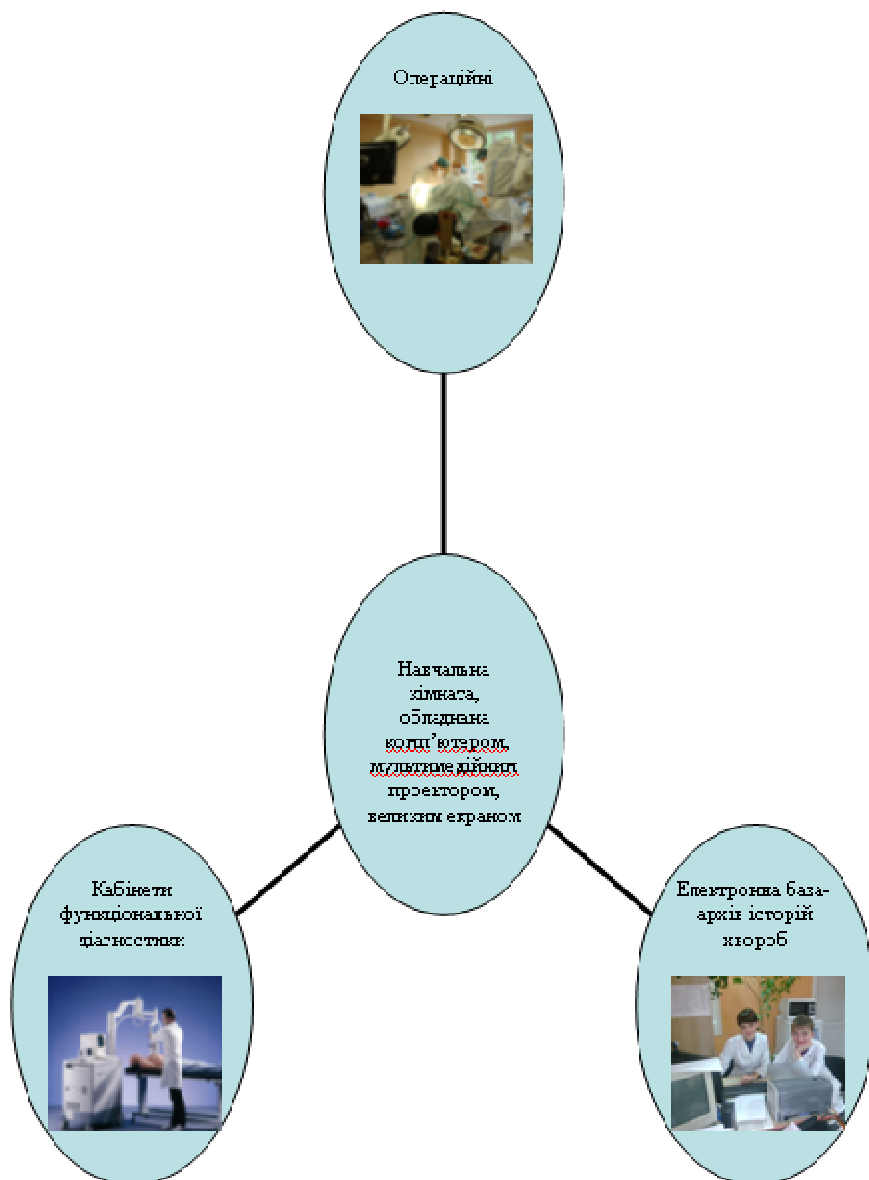 Операційні
Навчальна
кімната,
обладнана
комп’ютером,
мультимедійним
проектором,
великим екраном
Кабінети
функціональної
діагностики
Електронна база-
архів історій
хвороб